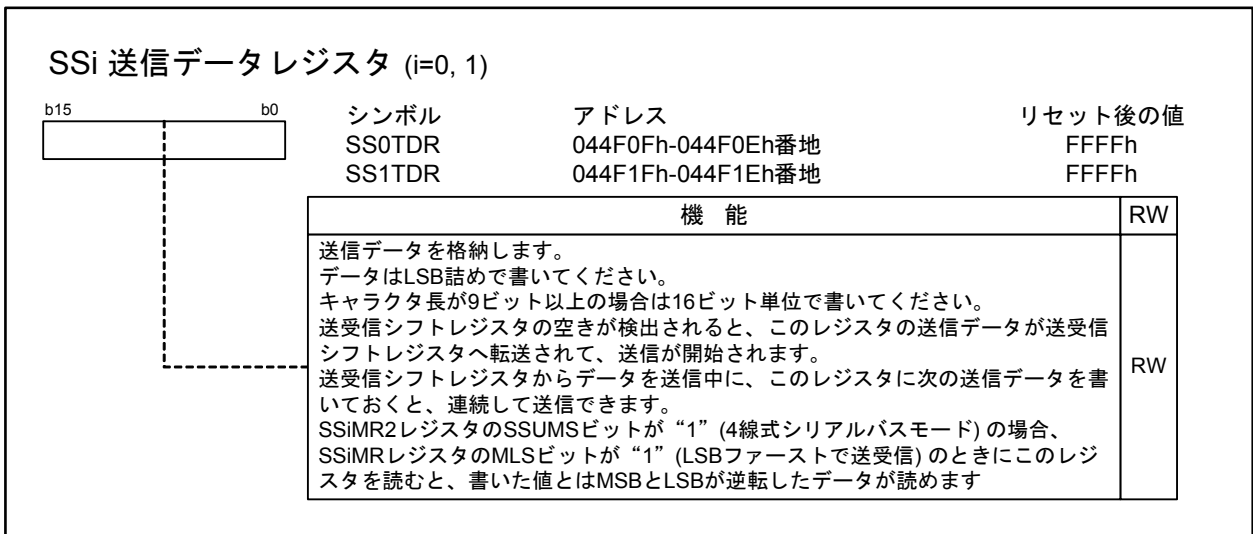 SSi 送信データレジスタ (i=0, 1)
b15 b0 シンボル アドレス リセット後の値
SS0TDR 044F0Fh-044F0Eh番地 FFFFh
SS1TDR 044F1Fh-044F1Eh番地 FFFFh
機 能 RW
送信データを格納します。
データはLSB詰めで書いてください。
キャラクタ長が9ビット以上の場合は16ビット単位で書いてください。
送受信シフトレジスタの空きが検出されると、このレジスタの送信データが送受信
シフトレジスタへ転送されて、送信が開始されます。
送受信シフトレジスタからデータを送信中に、このレジスタに次の送信データを書
いておくと、連続して送信できます。
SSiMR2レジスタのSSUMSビットが“1”(4線式シリアルバスモード) の場合、
SSiMRレジスタのMLSビットが“1”(LSBファーストで送受信) のときにこのレジ
スタを読むと、書いた値とはMSBとLSBが逆転したデータが読めます
RW